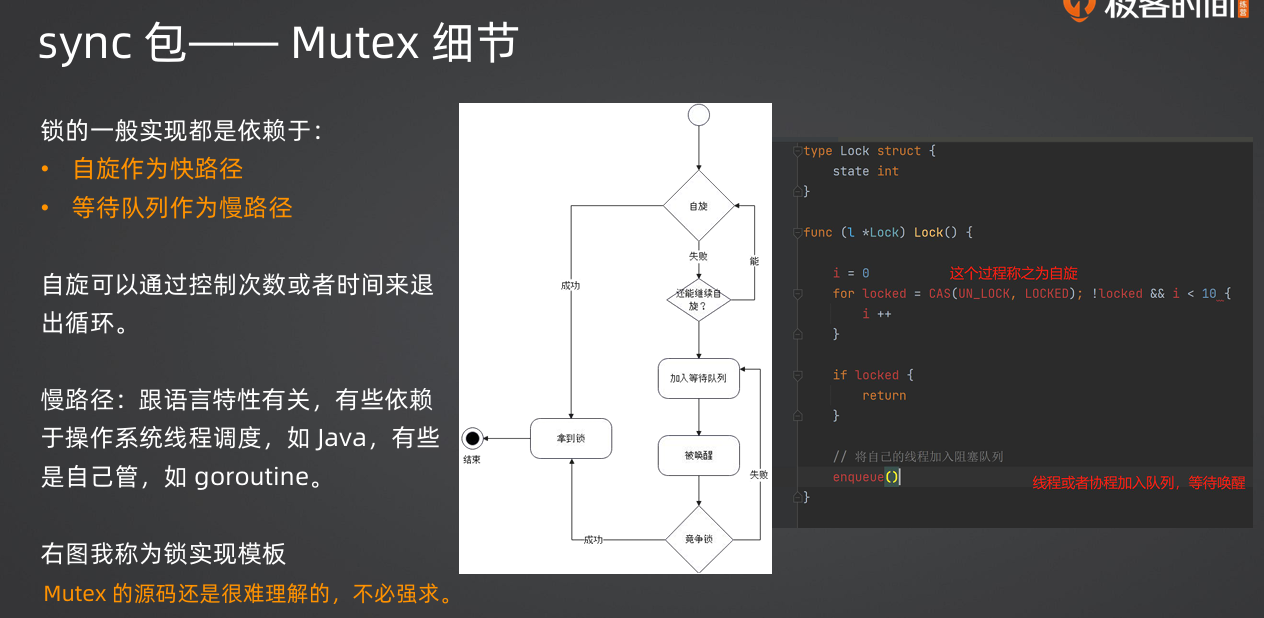 极客时间
sync 包—— Mutex 细节
锁的一般实现都是依赖于：
• 自旋作为快路径
• 等待队列作为慢路径
自旋可以通过控制次数或者时间来退
出循环。
慢路径：跟语言特性有关，有些依赖
于操作系统线程调度，如 Java，有些
是自己管，如 goroutine。
右图我称为锁实现模板
Mutex 的源码还是很难理解的，不必强求。
自旋
失败
能
成功
还能继续自
旋？
加入等待队列
拿到锁
结束
被唤醒
失败
成功
竟争锁
type Lock struct {
state int
}
func (l *Lock) Lock() {
i = 0 这个过程称之为自旋
for locked = CAS(UN_LOCK, LOCKED); !locked && i < 10 {
i ++
}
if locked {
return
}
// 将自己的线程加入阻塞队列
enqueue()
线程或者协程加入队列，等待唤醒
}